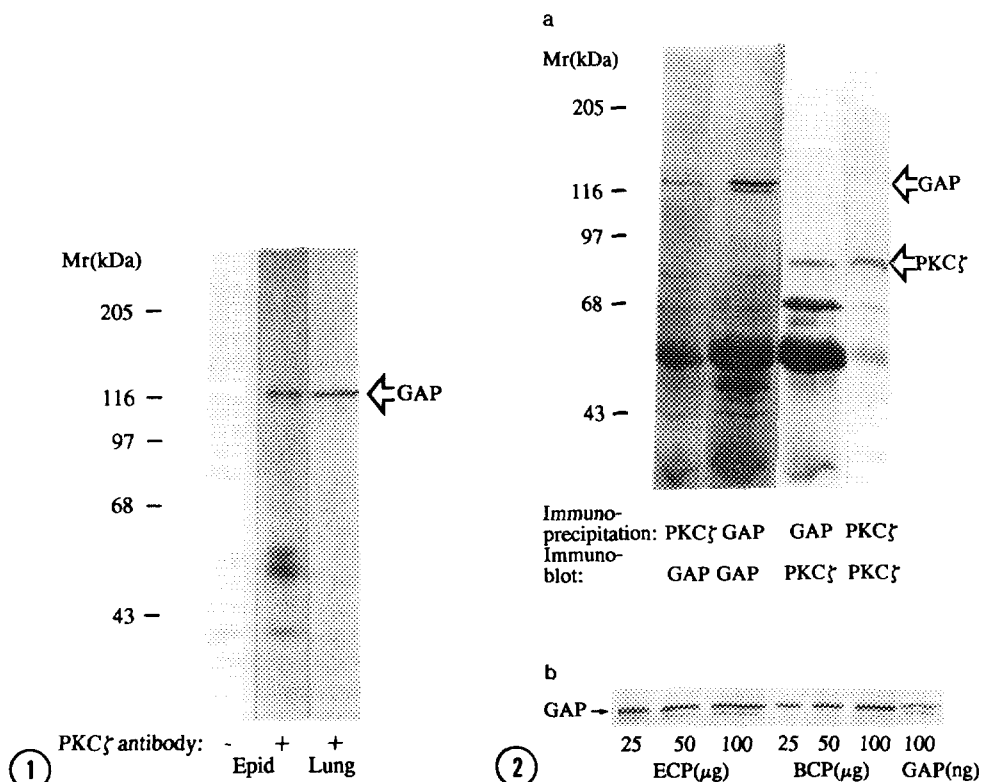 Mr(kDa)
205 –
116 –
97 –
68 –
43 –
GAP
PKCζ antibody: - + +
Epid Lung
1
a
Mr(kDa)
205 –
116 –
97 –
68 –
43 –
GAP
PKCζ
Immuno-
precipitation: PKCζ GAP GAP PKCζ
Immuno-
blot: GAP GAP PKCζ PKCζ
b
GAP →
25 50 100 25 50 100 100
ECP(μg) BCP(μg) GAP(ng)
2